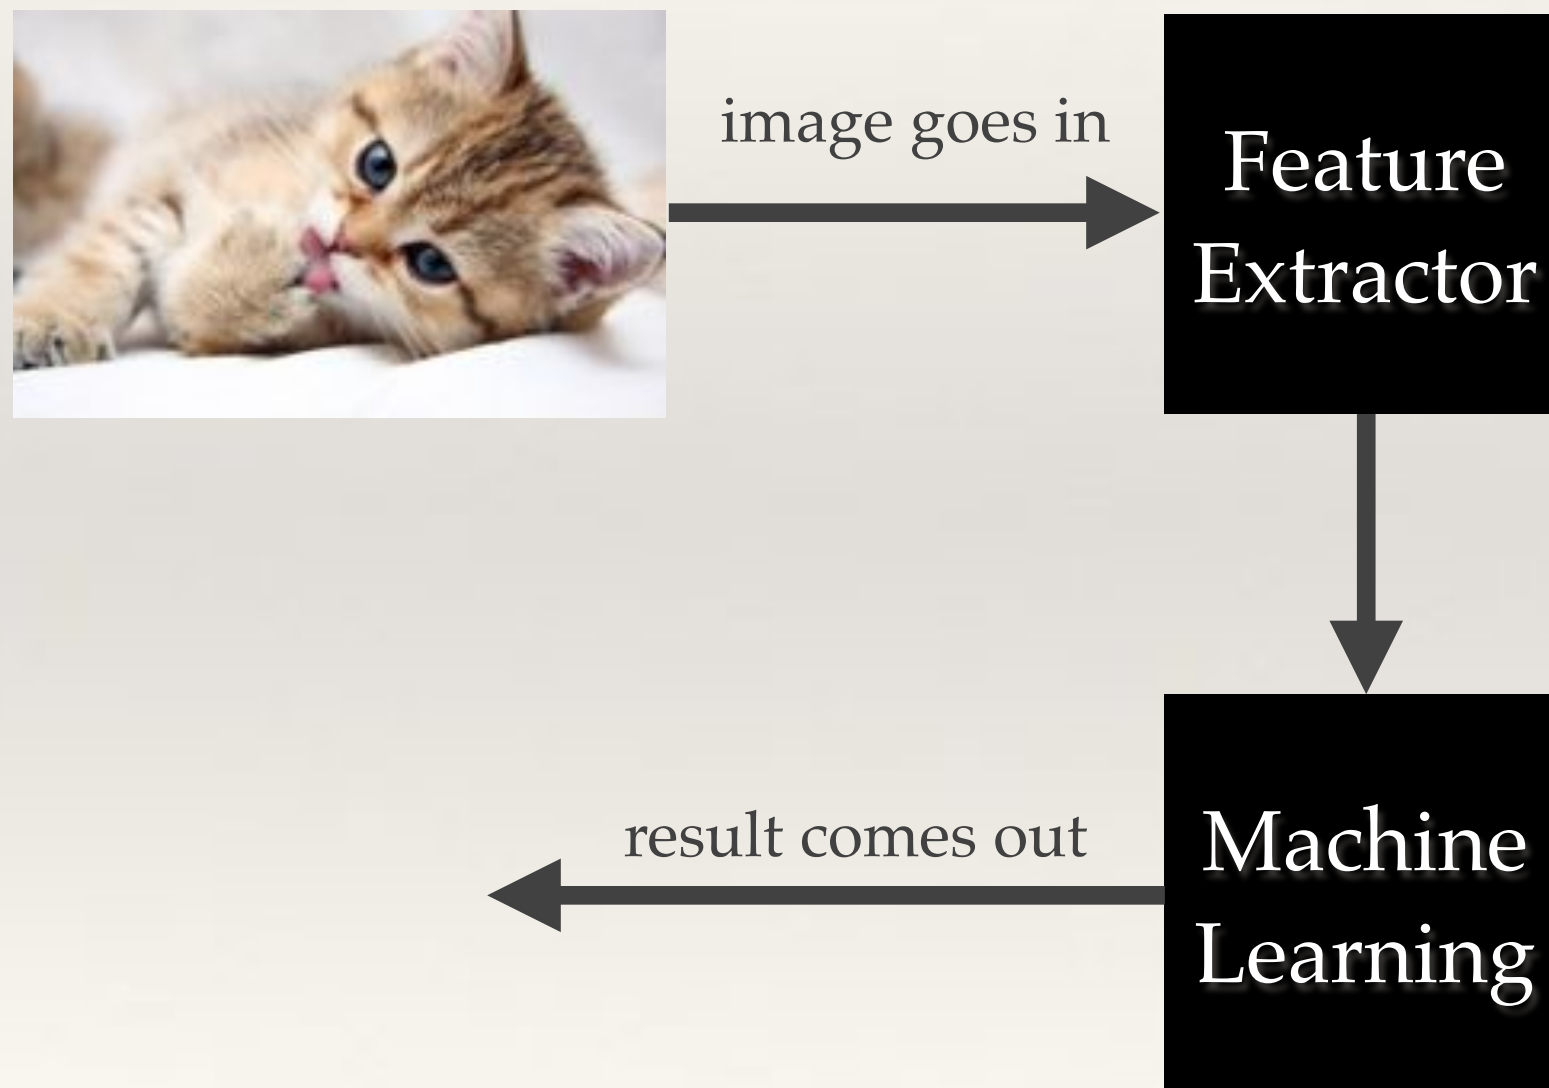 image goes in
Feature
Extractor
Machine
Learning
result comes out